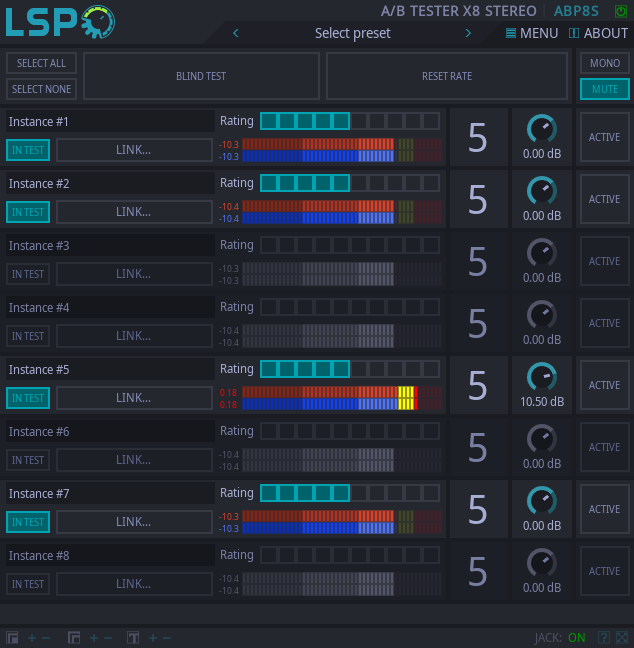 LSP A/B TESTER X8 STEREO ABP8S
< Select preset > MENU ABOUT
SELECT ALL
SELECT NONE
BLIND TEST RESET RATE
MONO
MUTE
Instance #1 Rating
IN TEST LINK... -10.3
-10.3
5 0.00 dB ACTIVE
Instance #2 Rating
IN TEST LINK... -10.4
-10.4
5 0.00 dB ACTIVE
Instance #3 Rating
IN TEST LINK... -10.3
-10.3
5 0.00 dB ACTIVE
Instance #4 Rating
IN TEST LINK... -10.4
-10.4
5 0.00 dB ACTIVE
Instance #5 Rating
IN TEST LINK... 0.18
0.18
5 10.50 dB ACTIVE
Instance #6 Rating
IN TEST LINK... -10.4
-10.4
5 0.00 dB ACTIVE
Instance #7 Rating
IN TEST LINK... -10.3
-10.3
5 0.00 dB ACTIVE
Instance #8 Rating
IN TEST LINK... -10.4
-10.4
5 0.00 dB ACTIVE
+ − + − T + − JACK: ON ?